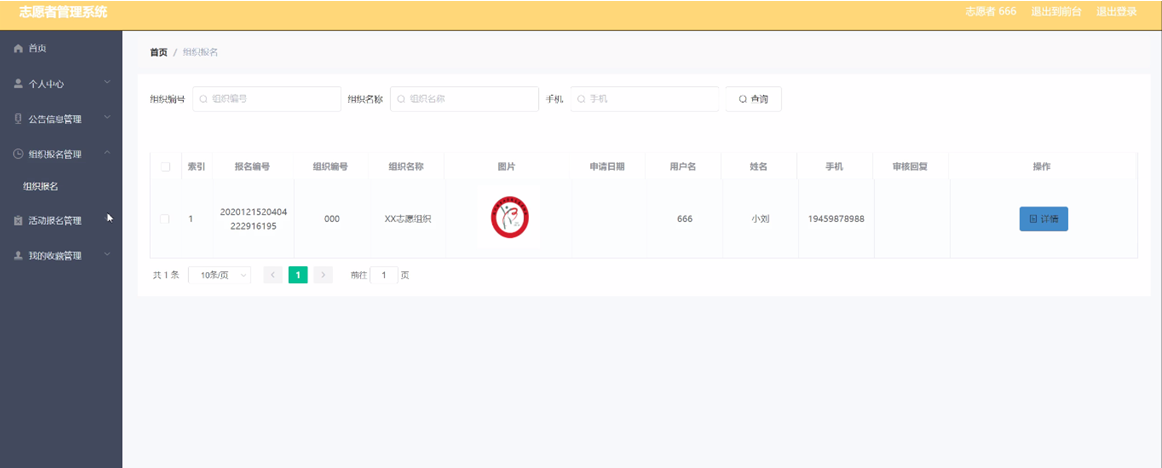 志愿者管理系统
志愿者 666 退出到前台 退出登录
首页
个人中心
公告信息管理
组织报名管理
组织报名
活动报名管理
我的收藏管理
首页 / 组织报名
组织编号 组织编号 组织名称 组织名称 手机 手机 查询
索引 报名编号 组织编号 组织名称 图片 申请日期 用户名 姓名 手机 审核回复 操作
1 2020121520404 000 XX志愿组织 666 小刘 19459878988 详情
222916195
共 1 条 10条/页 1 前往 1 页